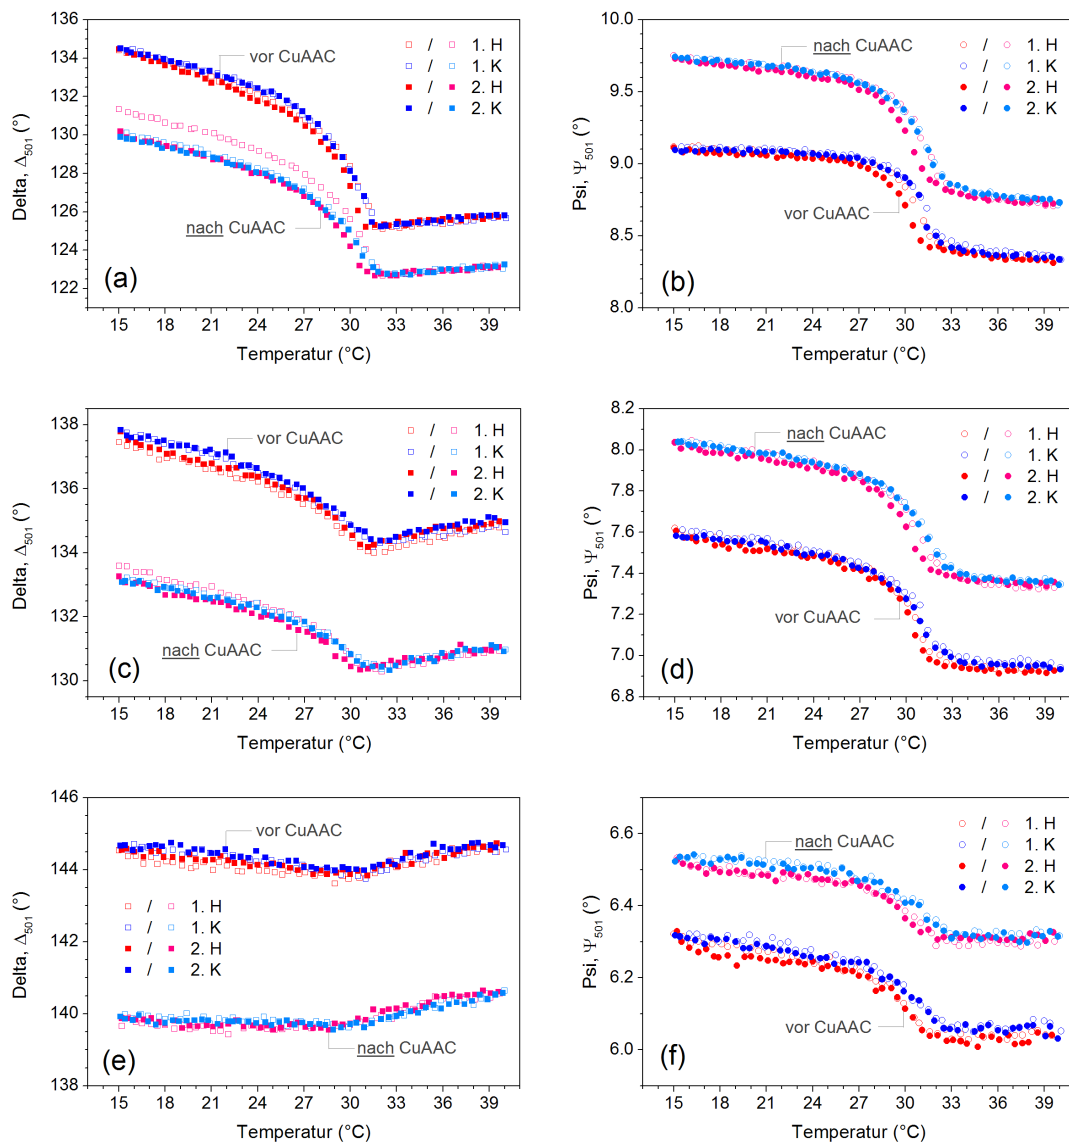 136
134
132
130
128
126
124
122
Delta, Δ501 (°)
vor CuAAC
nach CuAAC
/ 1. H
/ 1. K
/ 2. H
/ 2. K
(a)
15 18 21 24 27 30 33 36 39
Temperatur (°C)
10.0
9.5
9.0
8.5
8.0
Psi, Ψ501 (°)
nach CuAAC
vor CuAAC
/ 1. H
/ 1. K
/ 2. H
/ 2. K
(b)
15 18 21 24 27 30 33 36 39
Temperatur (°C)
138
136
134
132
130
Delta, Δ501 (°)
vor CuAAC
nach CuAAC
/ 1. H
/ 1. K
/ 2. H
/ 2. K
(c)
15 18 21 24 27 30 33 36 39
Temperatur (°C)
8.2
8.0
7.8
7.6
7.4
7.2
7.0
6.8
Psi, Ψ501 (°)
nach CuAAC
vor CuAAC
/ 1. H
/ 1. K
/ 2. H
/ 2. K
(d)
15 18 21 24 27 30 33 36 39
Temperatur (°C)
146
144
142
140
138
Delta, Δ501 (°)
vor CuAAC
/ 1. H
/ 1. K
/ 2. H
/ 2. K
nach CuAAC
(e)
15 18 21 24 27 30 33 36 39
Temperatur (°C)
6.6
6.4
6.2
6.0
Psi, Ψ501 (°)
nach CuAAC
vor CuAAC
/ 1. H
/ 1. K
/ 2. H
/ 2. K
(f)
15 18 21 24 27 30 33 36 39
Temperatur (°C)